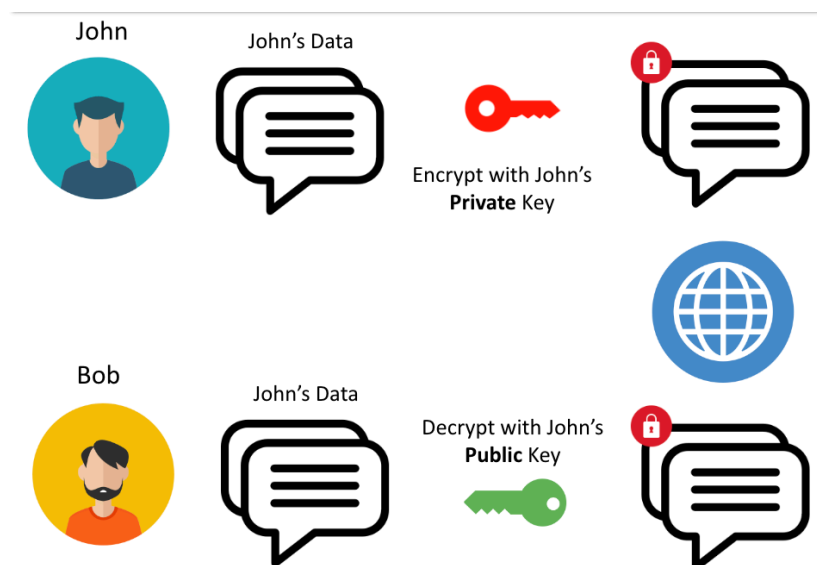 John
John’s Data
Encrypt with John’s
Private Key
Bob
John’s Data
Decrypt with John’s
Public Key